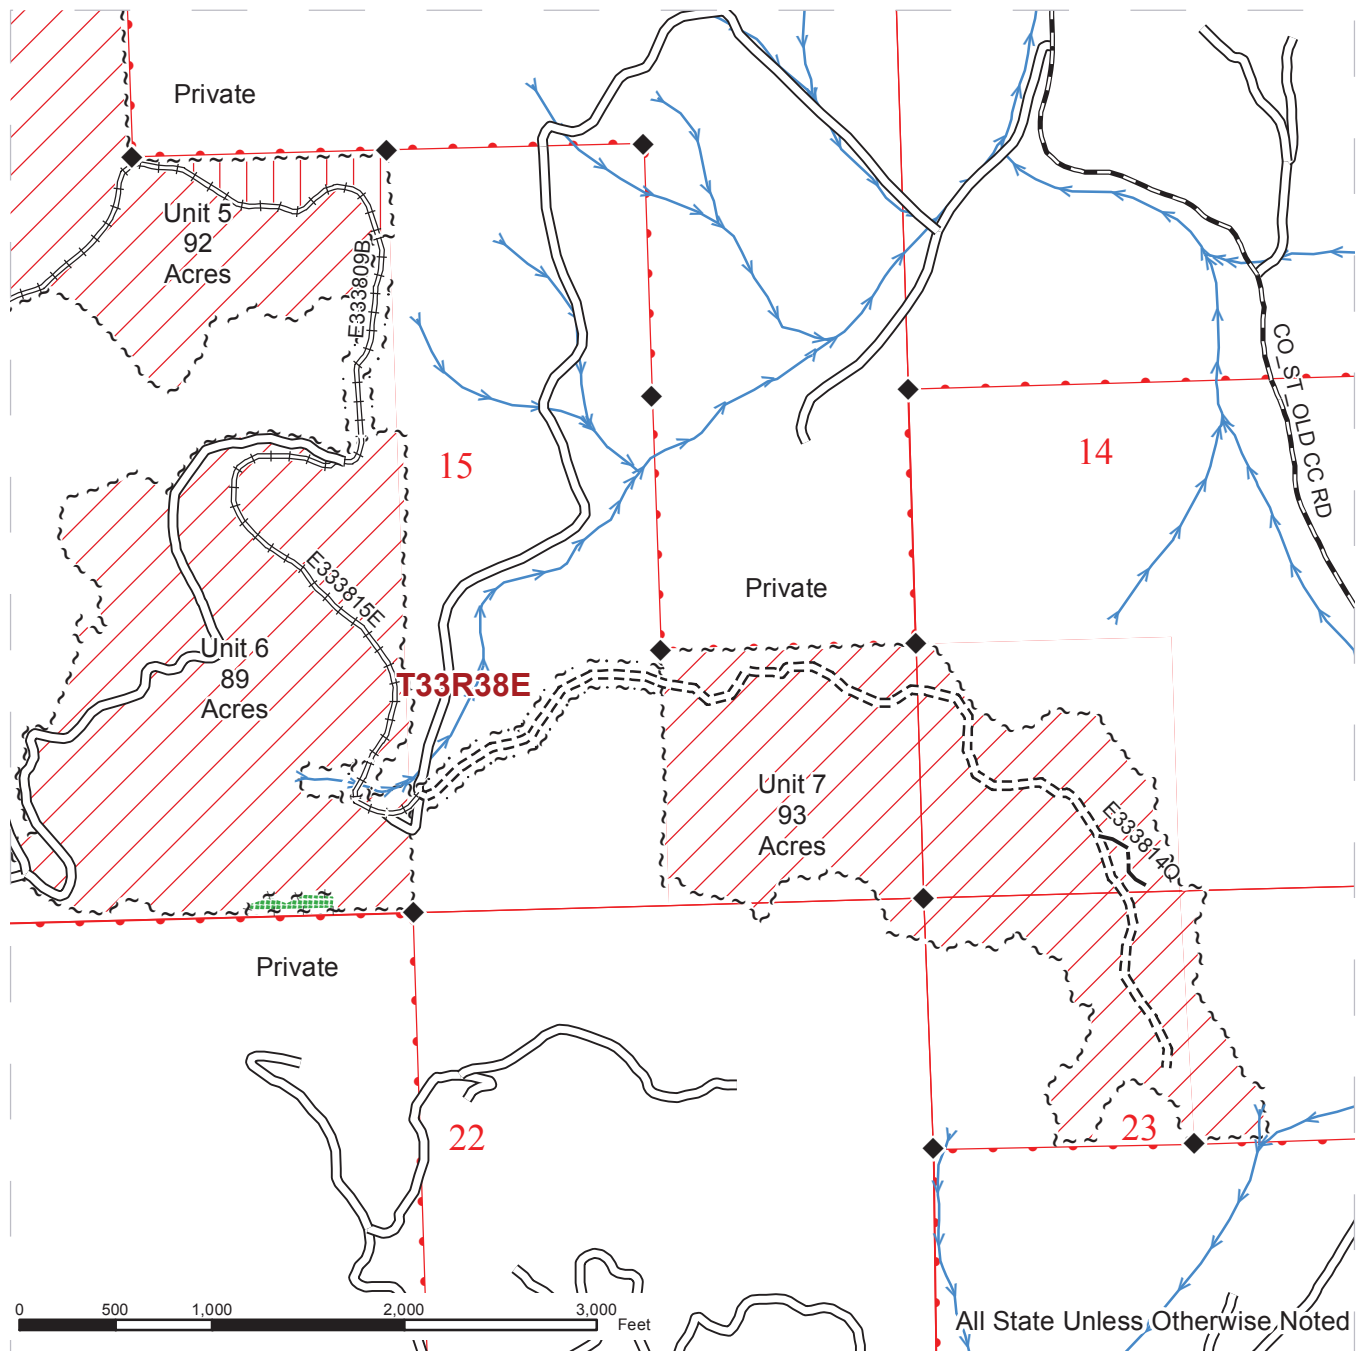 Private
Unit 5
92
Acres
E333809B
CO_ST_OLD CC RD
15
14
E333815E
Private
Unit 6
89
Acres
T33R38E
Unit 7
93
Acres
E333814Q
Private
22
23
0 500 1,000 2,000 3,000
Feet
All State Unless Otherwise Noted